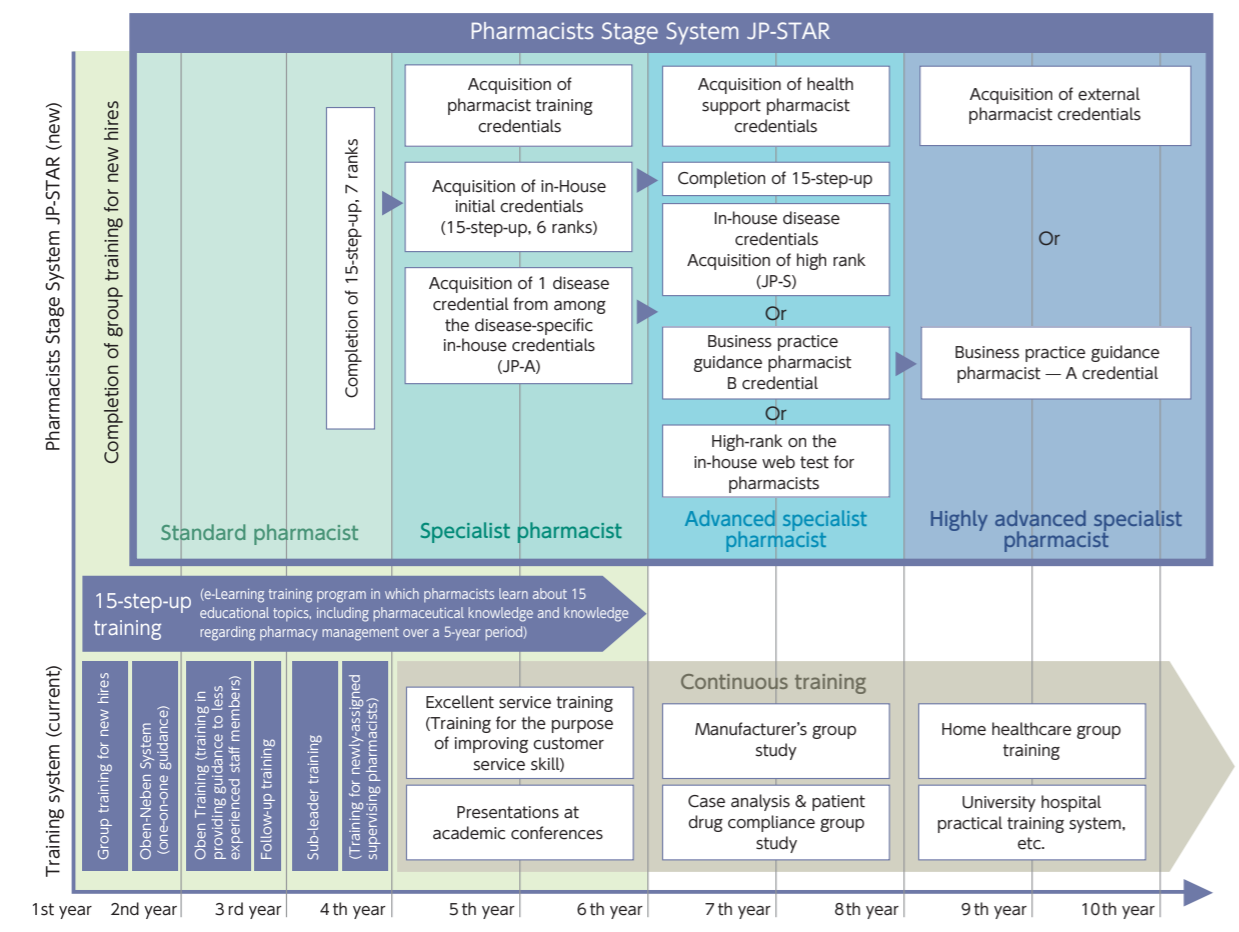 Pharmacists Stage System JP-STAR
Pharmacists Stage System JP-STAR (new)
Completion of group training for new hires
Completion of 15-step-up, 7 ranks
Acquisition of
pharmacist training
credentials
Acquisition of in-House
initial credentials
(15-step-up, 6 ranks)
Acquisition of 1 disease
credential from among
the disease-specific
in-house credentials
(JP-A)
Acquisition of health
support pharmacist
credentials
Completion of 15-step-up
In-house disease
credentials
Acquisition of high rank
(JP-S)
Or
Business practice
guidance pharmacist
B credential
Or
High-rank on the
in-house web test for
pharmacists
Acquisition of external
pharmacist credentials
Or
Business practice guidance
pharmacist — A credential
Standard pharmacist
Specialist pharmacist
Advanced specialist
pharmacist
Highly advanced specialist
pharmacist
15-step-up
training
(e-Learning training program in which pharmacists learn about 15
educational topics, including pharmaceutical knowledge and knowledge
regarding pharmacy management over a 5-year period)
Training system (current)
Group training for new hires
Oben-Neben System
(one-on-one guidance)
Oben Training (training in
providing guidance to less
experienced staff members)
Follow-up training
Sub-leader training
(Training for newly-assigned
supervising pharmacists)
Continuous training
Excellent service training
(Training for the purpose
of improving customer
service skill)
Presentations at
academic conferences
Manufacturer's group
study
Case analysis & patient
drug compliance group
study
Home healthcare group
training
University hospital
practical training system,
etc.
1st year
2nd year
3rd year
4th year
5th year
6th year
7th year
8th year
9th year
10th year